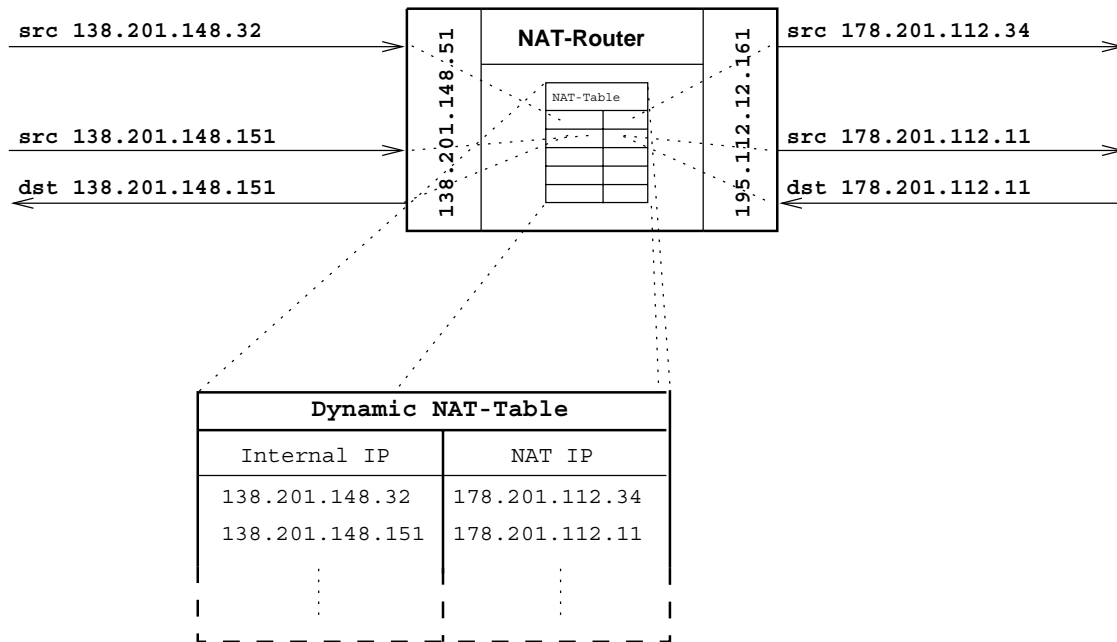 src 138.201.148.32
src 138.201.148.151
dst 138.201.148.151
138.201.148.51
NAT-Router
NAT-Table
195.112.12.161
src 178.201.112.34
src 178.201.112.11
dst 178.201.112.11
Dynamic NAT-Table
Internal IP NAT IP
138.201.148.32 178.201.112.34
138.201.148.151 178.201.112.11